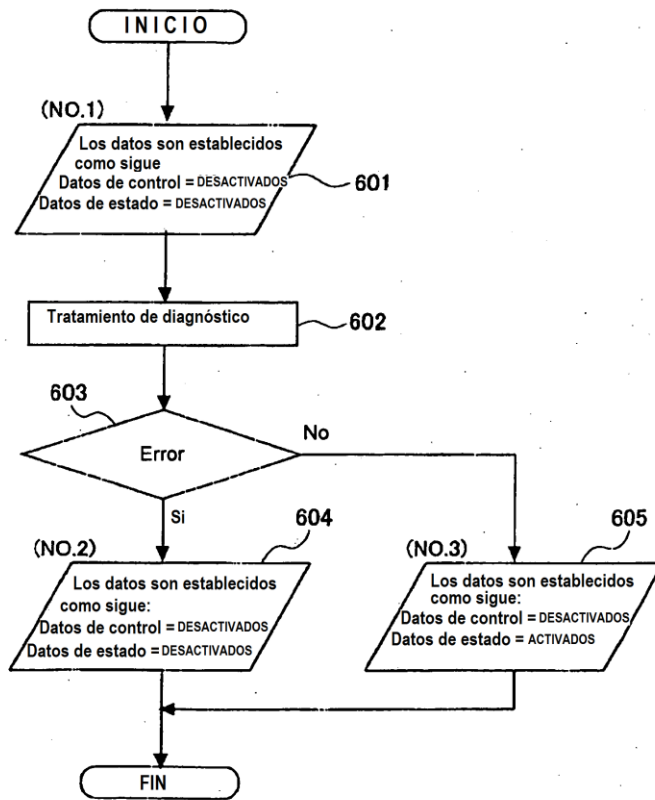 INICIO
(NO.1)
Los datos son establecidos
como sigue
Datos de control = DESACTIVADOS
Datos de estado = DESACTIVADOS
601
Tratamiento de diagnóstico
602
603
Error
No
Si
(NO.2)
604
Los datos son establecidos
como sigue:
Datos de control = DESACTIVADOS
Datos de estado = DESACTIVADOS
(NO.3)
605
Los datos son establecidos
como sigue:
Datos de control = DESACTIVADOS
Datos de estado = ACTIVADOS
FIN